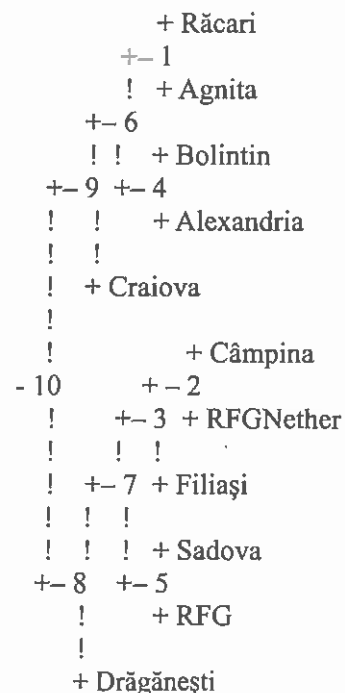 + Răcari
+– 1
! + Agnita
+– 6
! ! + Bolintin
+– 9 +– 4
! ! + Alexandria
! !
! + Craiova
!
! + Câmpina
- 10 + – 2
! +– 3 + RFGNether
! ! !
! +– 7 + Filiaşi
! ! !
! ! ! + Sadova
+– 8 +– 5
! + RFG
!
+ Drăgăneşti